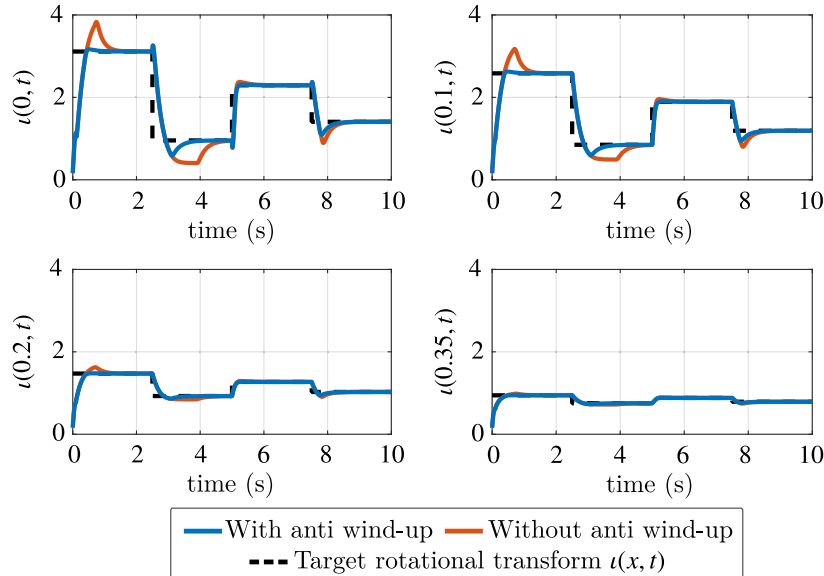 4
2
0
ι(0, t)
0 2 4 6 8 10
time (s)
4
2
0
ι(0.1, t)
0 2 4 6 8 10
time (s)
4
2
0
ι(0.2, t)
0 2 4 6 8 10
time (s)
4
2
0
ι(0.35, t)
0 2 4 6 8 10
time (s)
With anti wind-up Without anti wind-up
Target rotational transform ι(x, t)